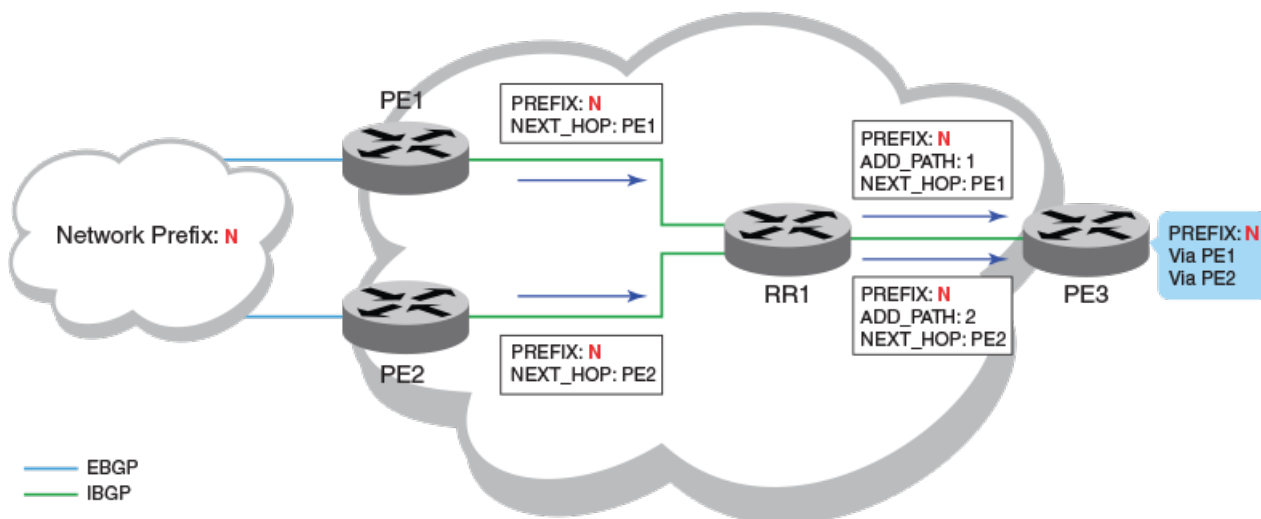 PE1
PREFIX: N
NEXT_HOP: PE1
Network Prefix: N
PE2
PREFIX: N
NEXT_HOP: PE2
RR1
PREFIX: N
ADD_PATH: 1
NEXT_HOP: PE1
PREFIX: N
ADD_PATH: 2
NEXT_HOP: PE2
PE3
PREFIX: N
Via PE1
Via PE2
EBGP
IBGP